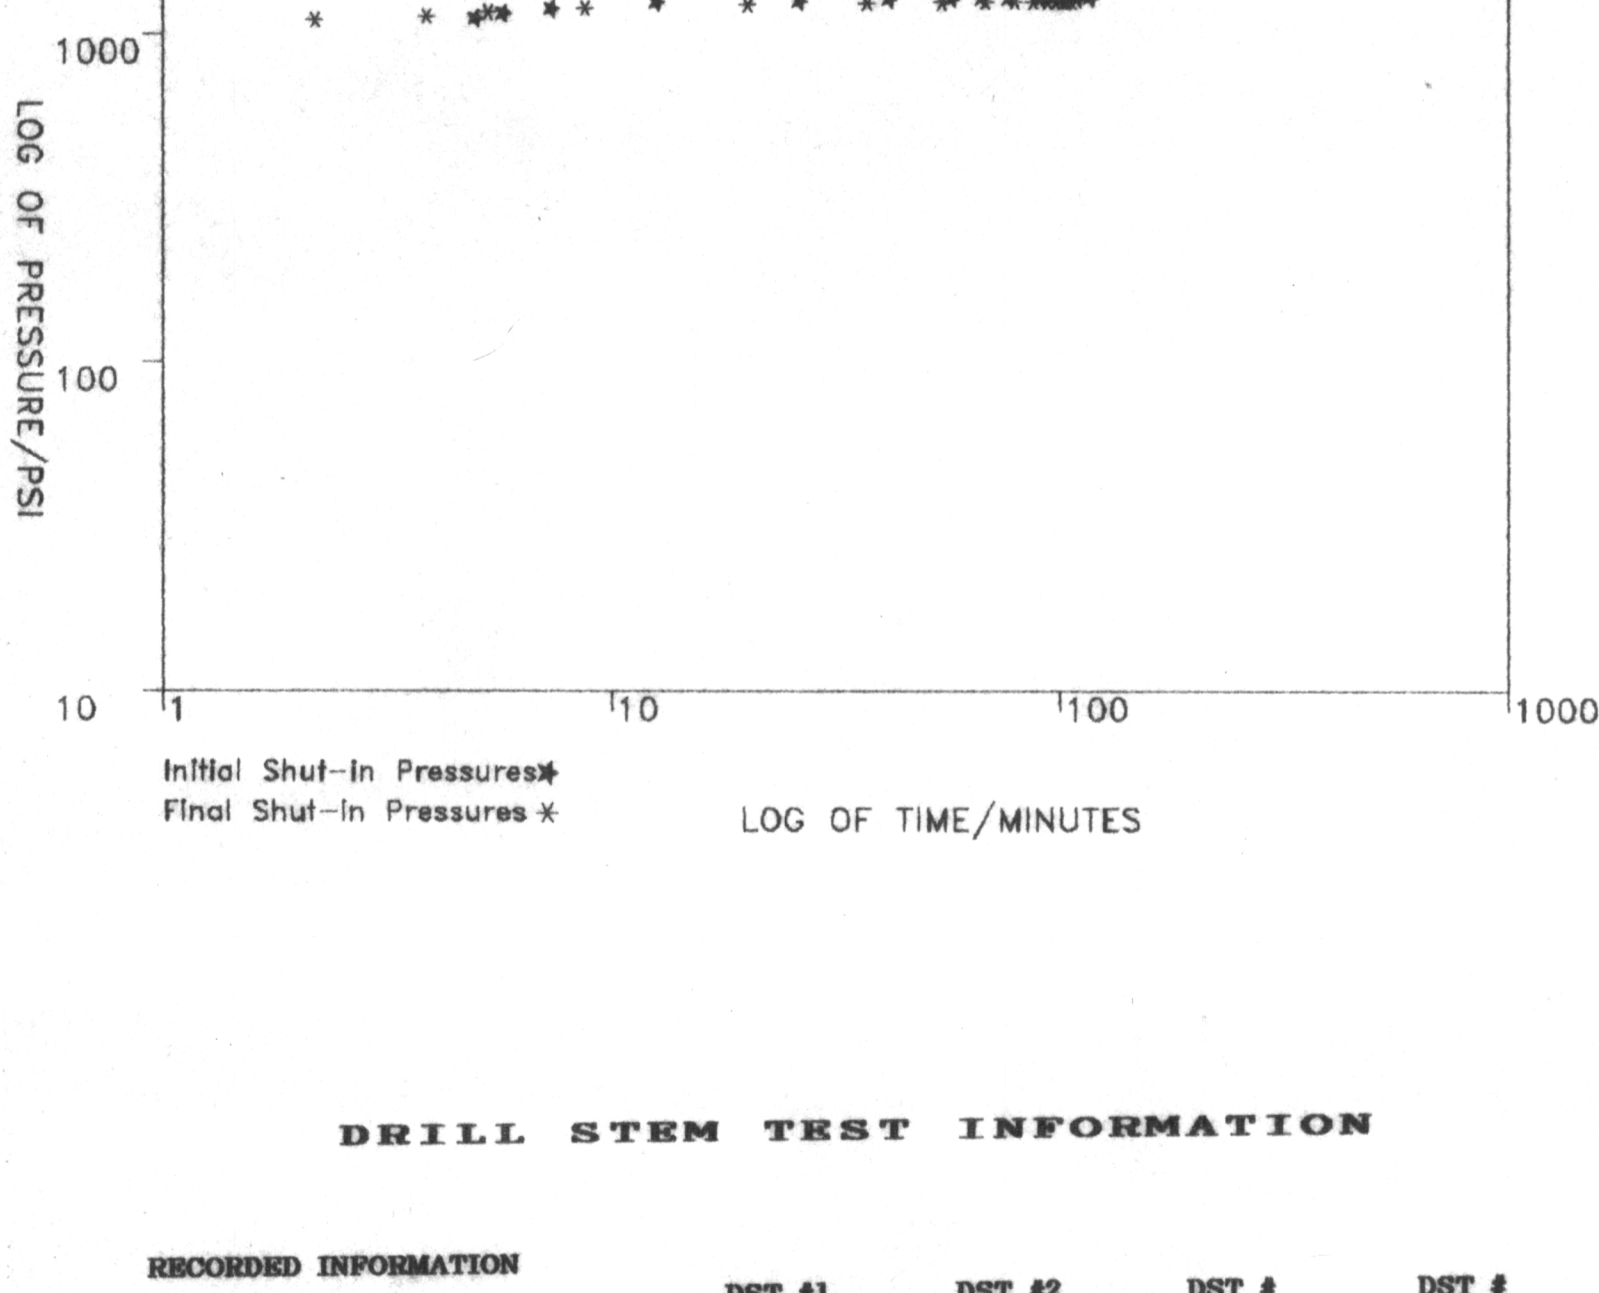 1000
LOG OF PRESSURE/PSI
100
10
1 10 100 1000
Initial Shut-in Pressures★
Final Shut-in Pressures *
LOG OF TIME/MINUTES
DRILL STEM TEST INFORMATION
RECORDED INFORMATION
DST #1 DST #2 DST # DST #